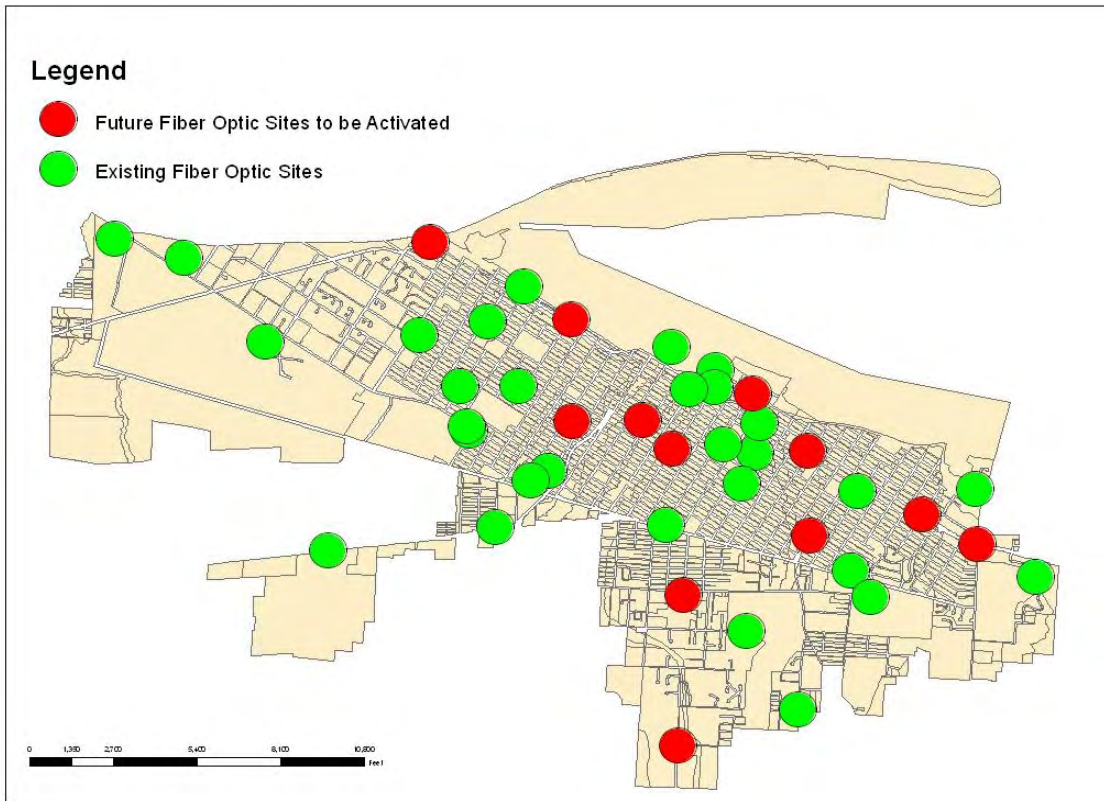 Legend
Future Fiber Optic Sites to be Activated
Existing Fiber Optic Sites
0 1,350 2,700 5,400 8,100 10,800
Feet